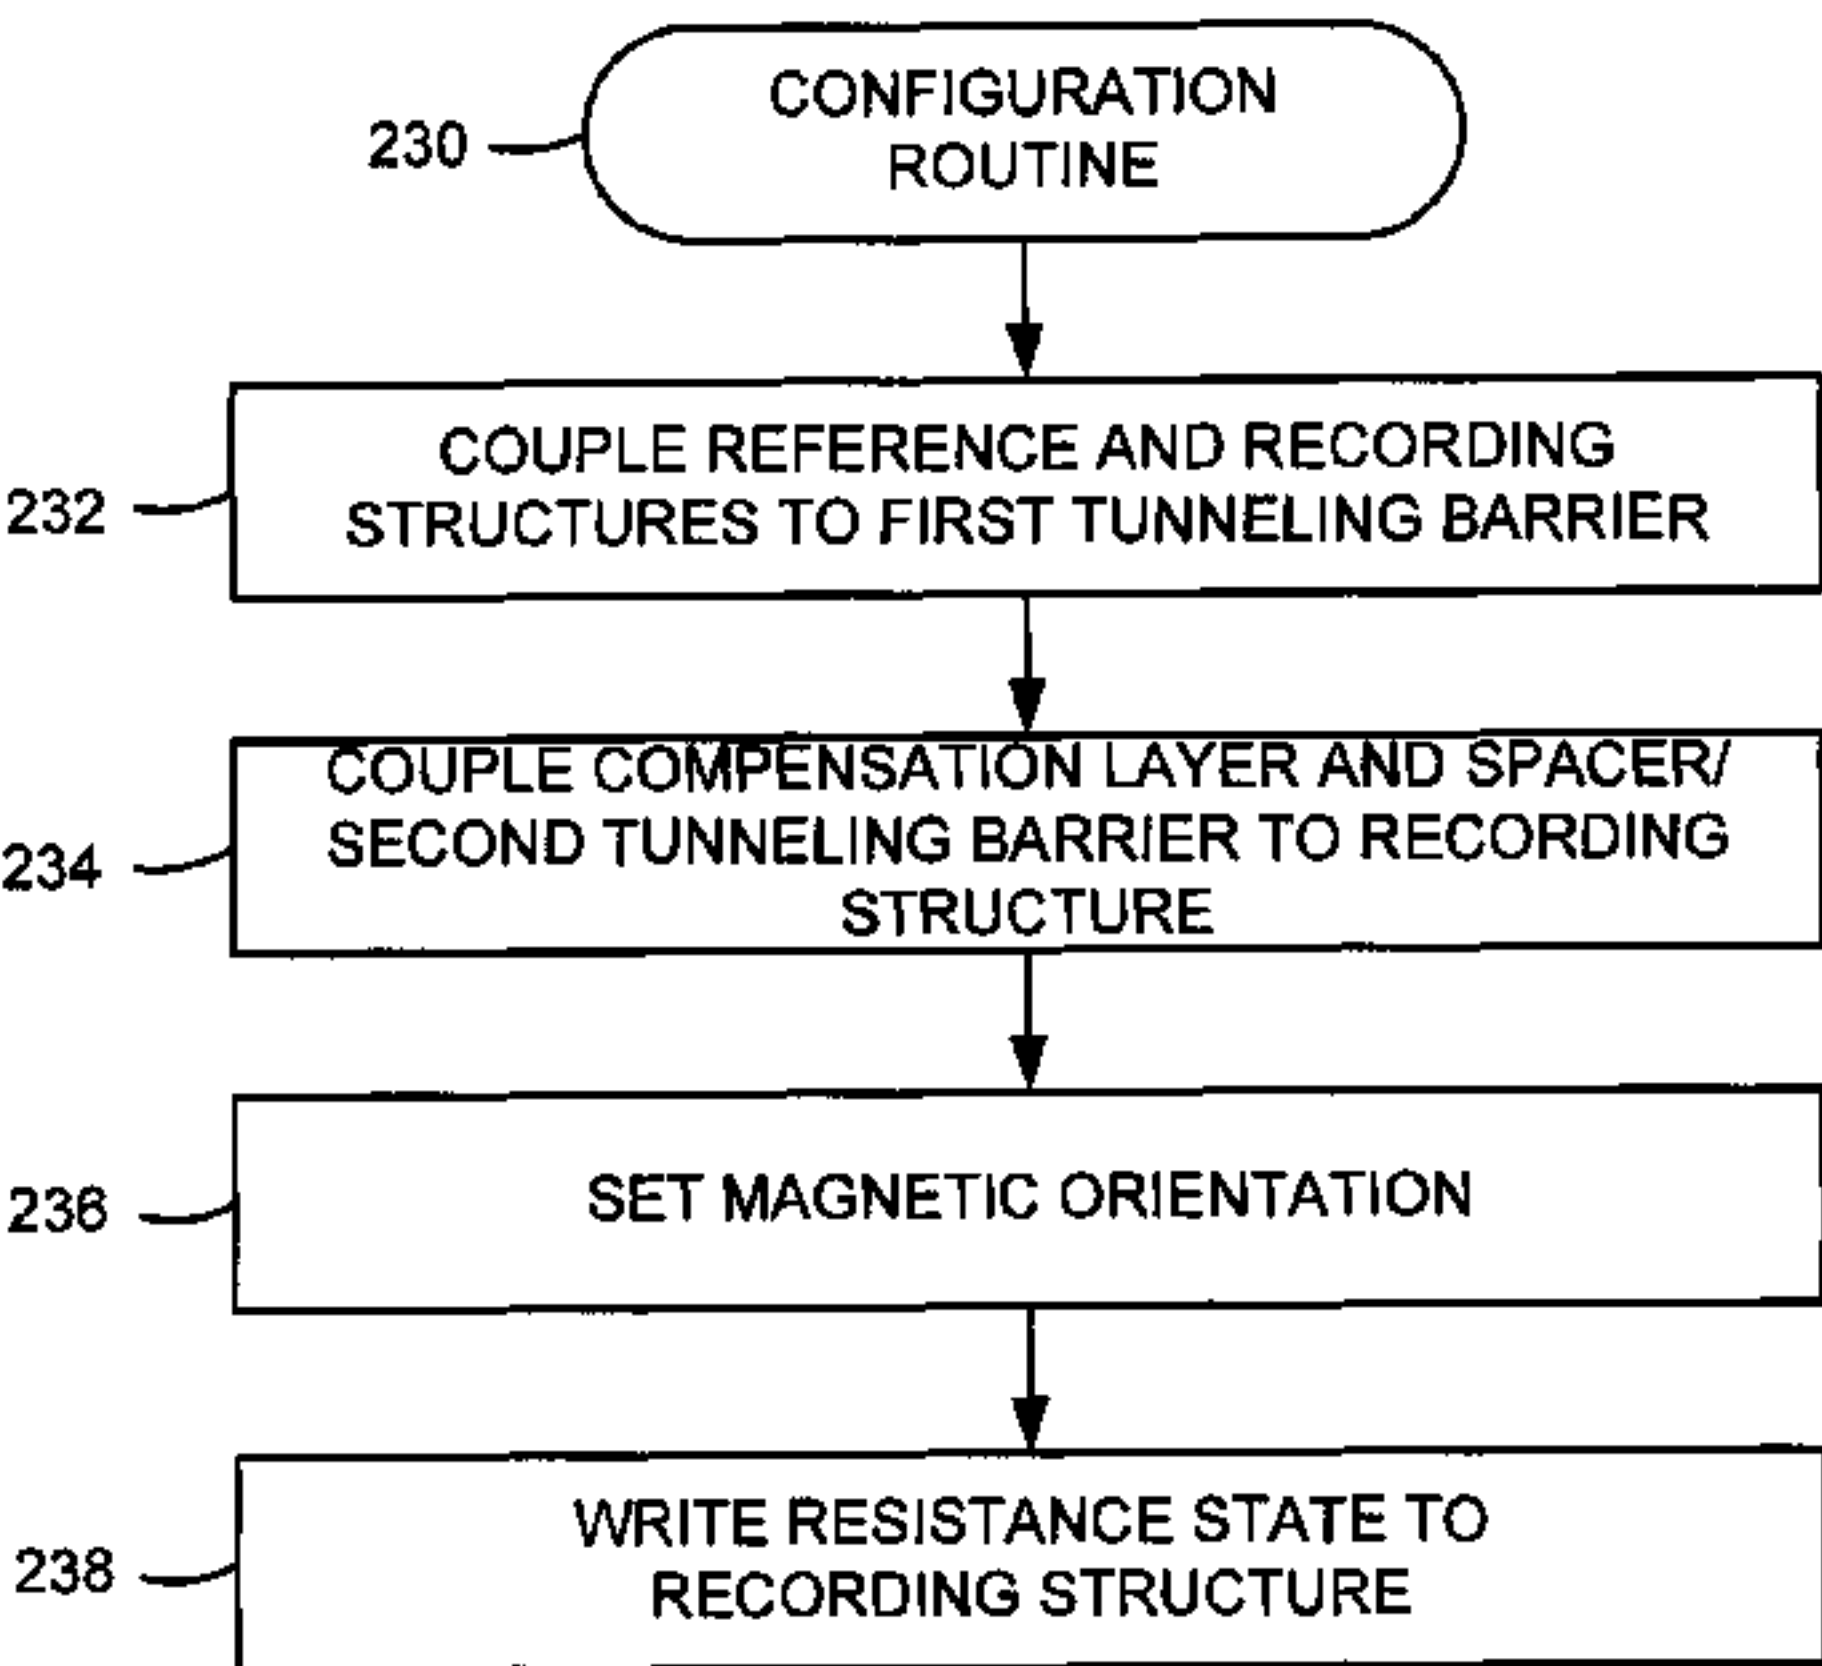 CONFIGURATION
ROUTINE
230
COUPLE REFERENCE AND RECORDING
STRUCTURES TO FIRST TUNNELING BARRIER
232
COUPLE COMPENSATION LAYER AND SPACER/
SECOND TUNNELING BARRIER TO RECORDING
STRUCTURE
234
SET MAGNETIC ORIENTATION
236
WRITE RESISTANCE STATE TO
RECORDING STRUCTURE
238